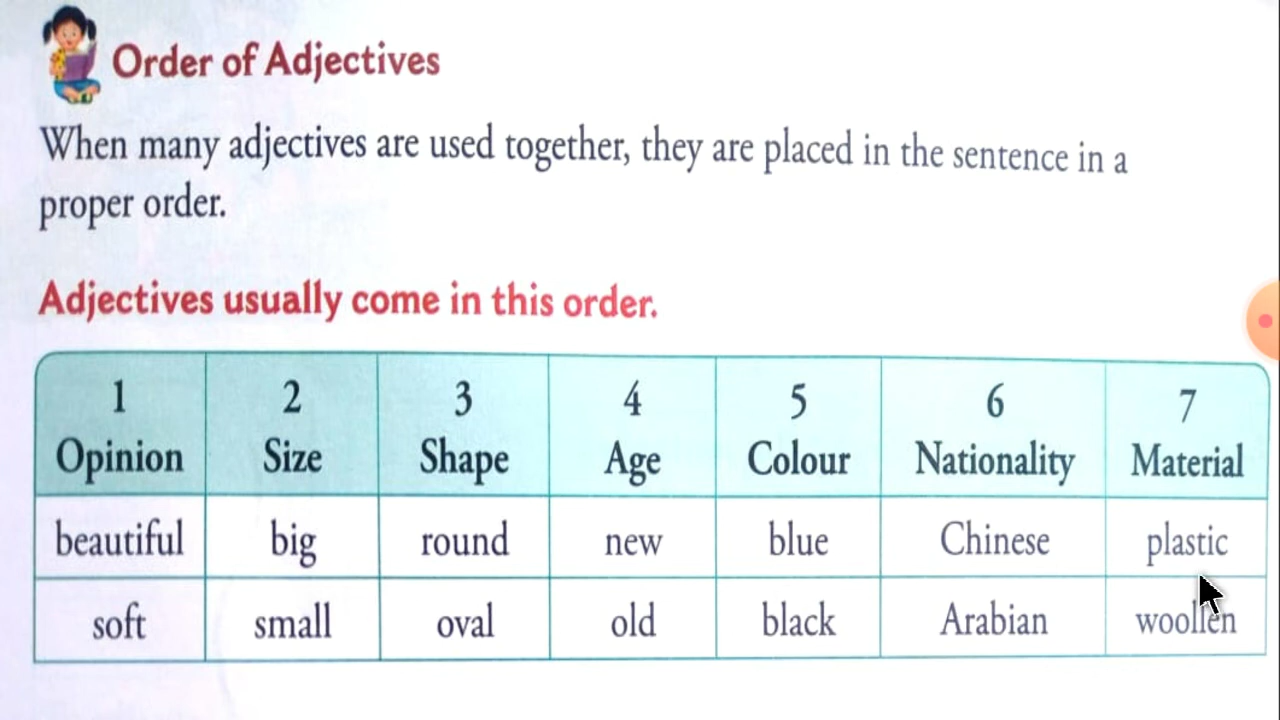 Order of Adjectives
When many adjectives are used together, they are placed in the sentence in a
proper order.
Adjectives usually come in this order.
1 2 3 4 5 6 7
Opinion Size Shape Age Colour Nationality Material
beautiful big round new blue Chinese plastic
soft small oval old black Arabian woollen